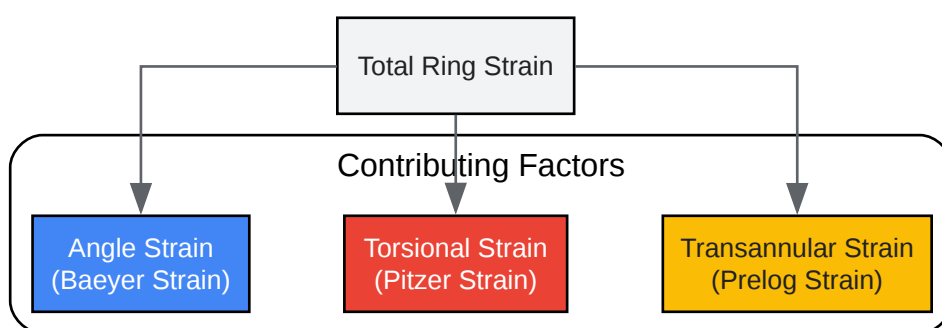 Total Ring Strain
Contributing Factors
Angle Strain
(Baeyer Strain)
Torsional Strain
(Pitzer Strain)
Transannular Strain
(Prelog Strain)